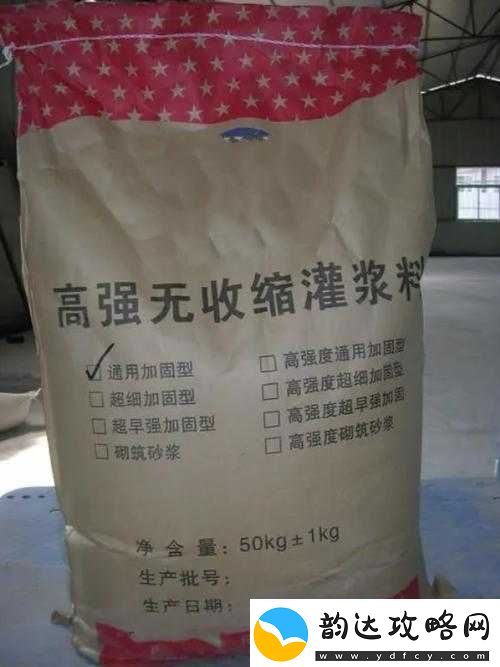 高强无收缩灌浆料
通用加固型
超细加固型
超早强加固型
砌筑砂浆
高强度通用加固型
高强度超细加固型
高强度超早强加固
高强度砌筑砂浆
净含量：50kg±1kg
生产批号：
生产日期：
韵达攻略网
www.ydfcy.com